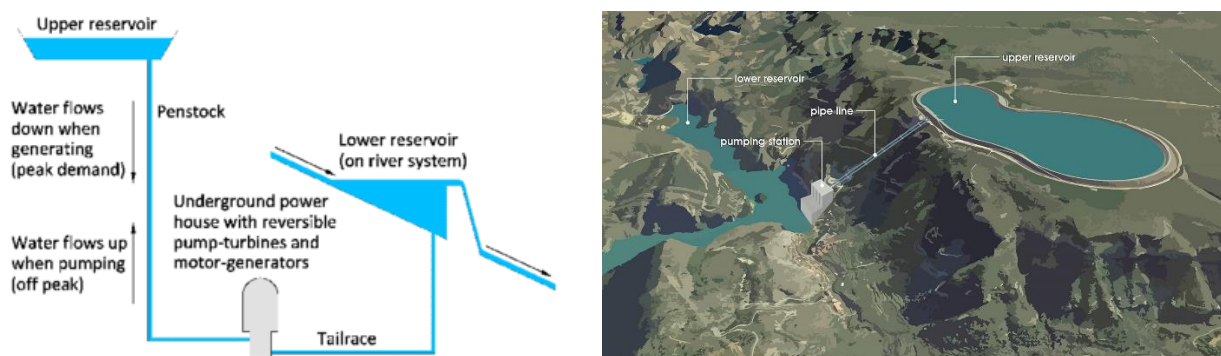 Upper reservoir
Water flows
down when
generating
(peak demand)
Penstock
Lower reservoir
(on river system)
Underground power
house with reversible
pump-turbines and
motor-generators
Water flows up
when pumping
(off peak)
Tailrace
upper reservoir
lower reservoir
pipe line
pumping station